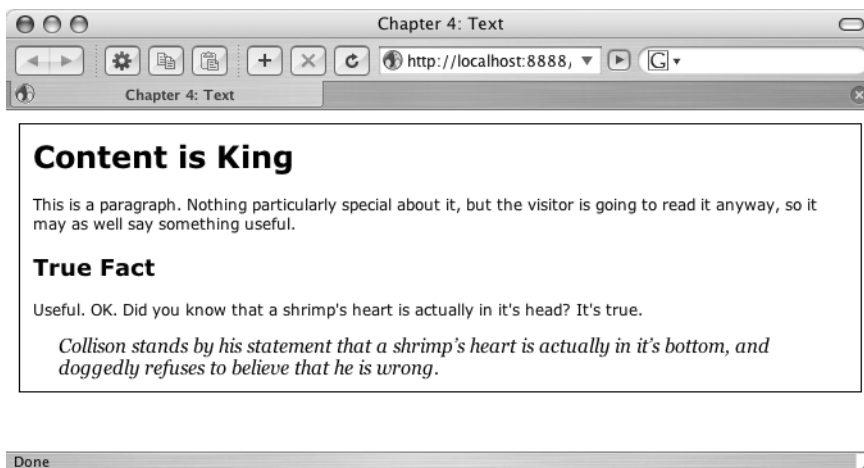 Chapter 4: Text
http://localhost:8888/
G
Chapter 4: Text
Content is King
This is a paragraph. Nothing particularly special about it, but the visitor is going to read it anyway, so it
may as well say something useful.
True Fact
Useful. OK. Did you know that a shrimp's heart is actually in it's head? It's true.
Collison stands by his statement that a shrimp’s heart is actually in it’s bottom, and
doggedly refuses to believe that he is wrong.
Done